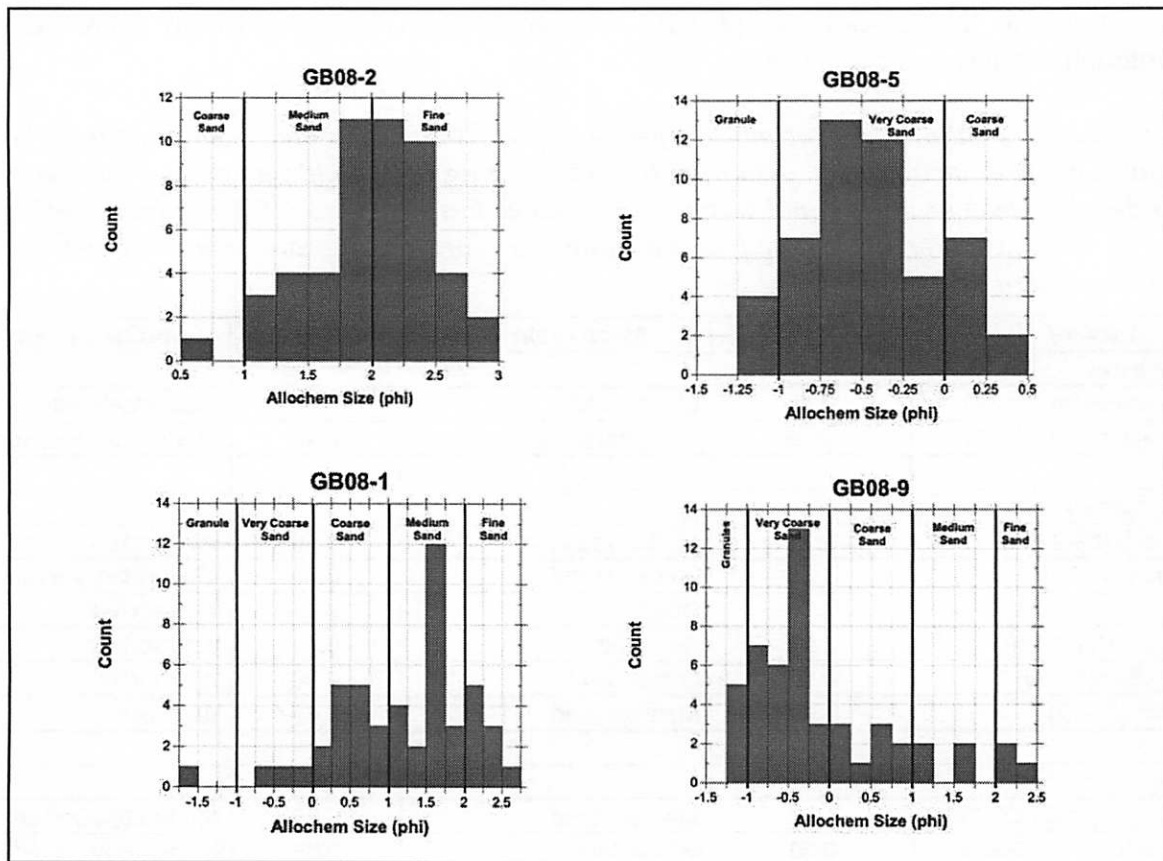 GB08-2
12
10
8
6
4
2
0
Coarse Sand
Medium Sand
Fine Sand
Count
0.5 1 1.5 2 2.5 3
Allochem Size (phi)
GB08-5
14
12
10
8
6
4
2
0
Granule
Very Coarse Sand
Coarse Sand
Count
-1.5 -1 -0.75 -0.5 -0.25 0 0.25 0.5
Allochem Size (phi)
GB08-1
14
12
10
8
6
4
2
0
Granule
Very Coarse Sand
Coarse Sand
Medium Sand
Fine Sand
Count
-1.5 -1 -0.5 0 0.5 1 1.5 2 2.5
Allochem Size (phi)
GB08-9
14
12
10
8
6
4
2
0
Granules
Very Coarse Sand
Coarse Sand
Medium Sand
Fine Sand
Count
-1.5 -1 -0.5 0 0.5 1 1.5 2 2.5
Allochem Size (phi)